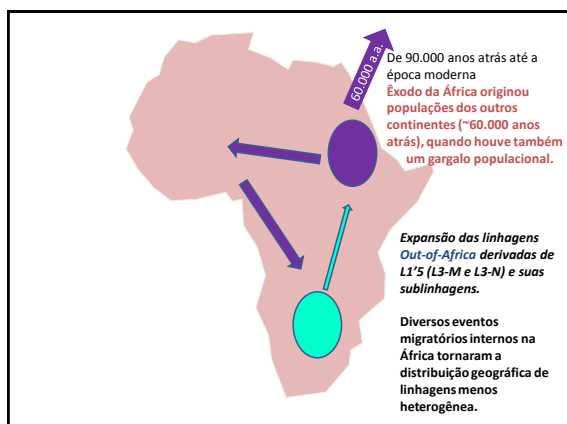 60.000 a.a.
De 90.000 anos atrás até a
época moderna
Êxodo da África originou
populações dos outros
continentes (~60.000 anos
atrás), quando houve também
um gargalo populacional.
Expansão das linhagens
Out-of-Africa derivadas de
L1'5 (L3-M e L3-N) e suas
sublinhagens.
Diversos eventos
migratórios internos na
África tornaram a
distribuição geográfica de
linhagens menos
heterogênea.